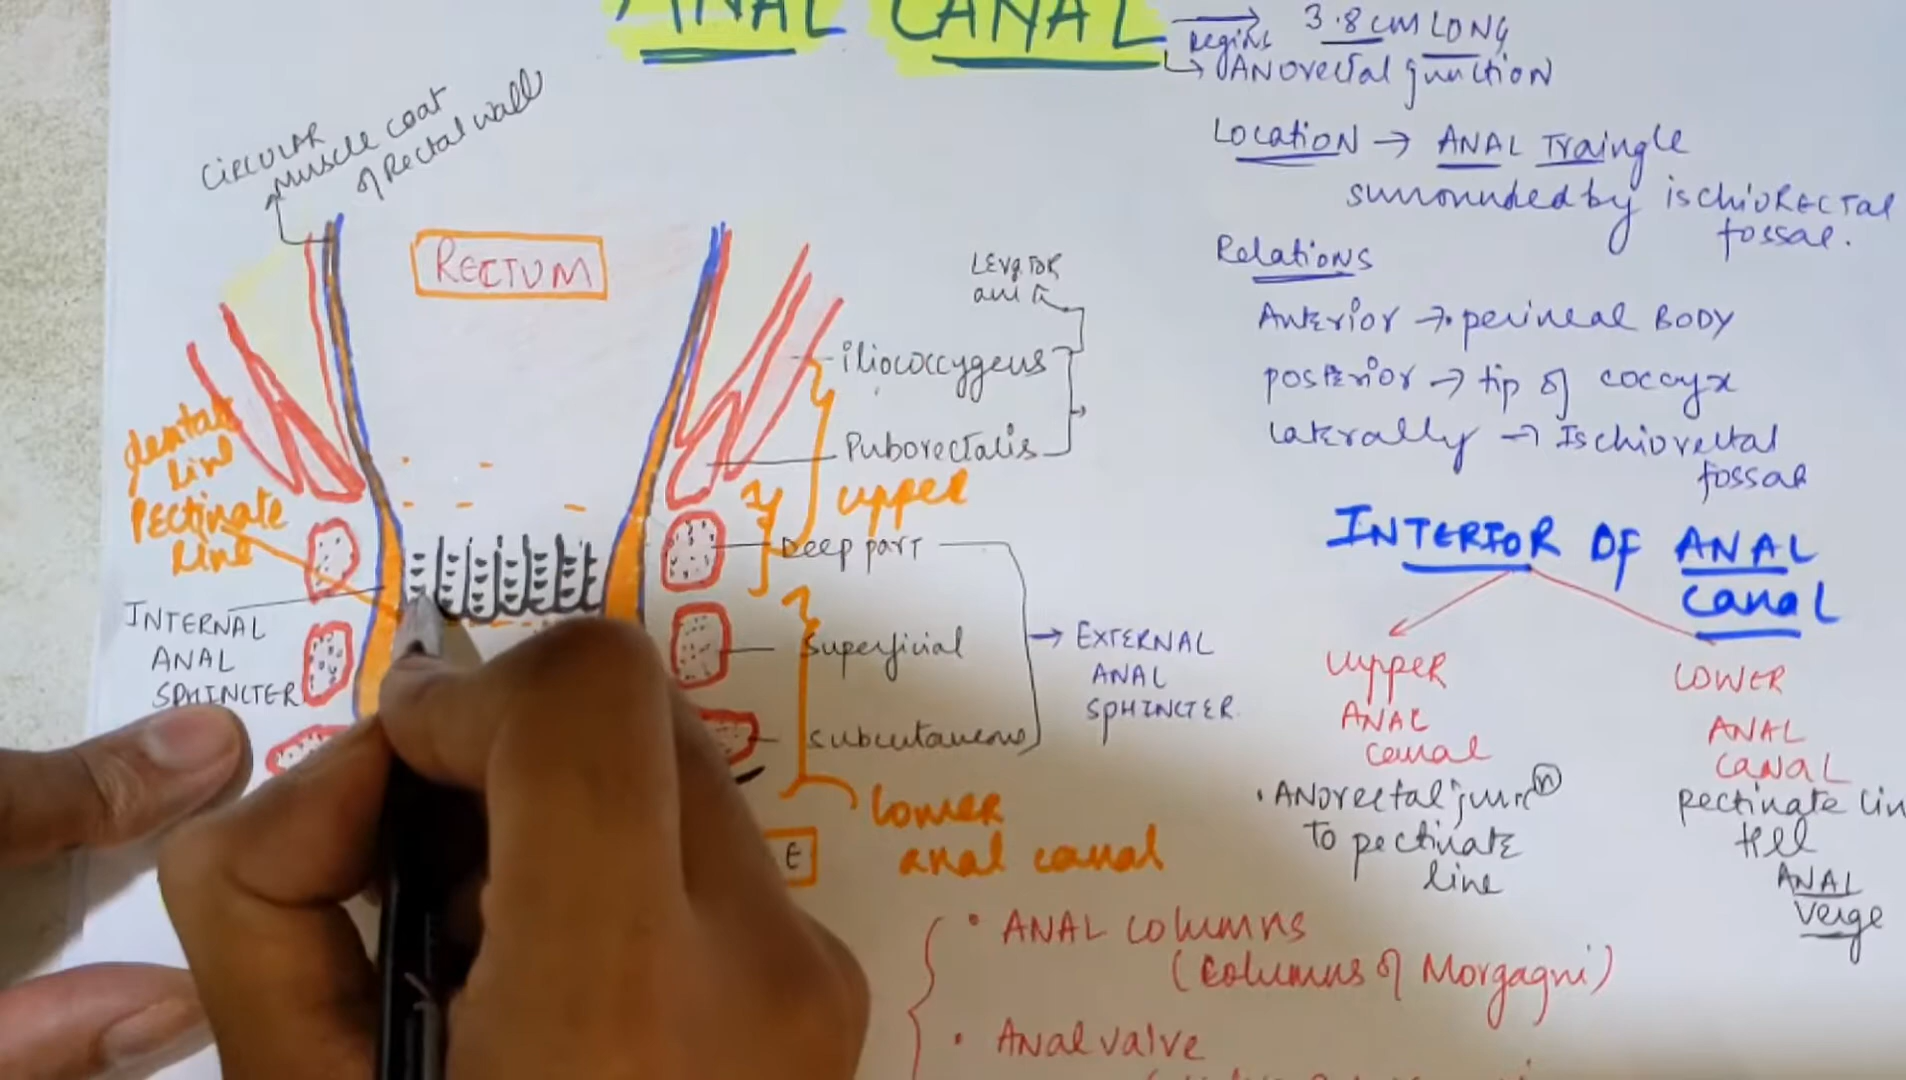 ANAL CANAL
Begins
3.8 cm LONG
ANorectal junction
Location → ANAL Traingle
surrounded by ischioRECTal
fossae.
Relations
Anterior → perineal BODY
posterior → tip of coccyx
laterally → Ischiorectal
fossae
INTERIOR OF ANAL
Canal
upper
ANAL
canal
• ANorectal junc(n)
To pectinate
line
LOWER
ANAL
CANAL
pectinate lin
till
ANAL
Verge
CIRCULAR
Muscle coat
of Rectal wall
RECTUM
Levator
ani
iliococcygeus
Puborectalis
upper
Deep part
Superficial
subcutaneous
EXTERNAL
ANAL
SPHINCTER
dentate
line
Pectinate
line
INTERNAL
ANAL
SPHINCTER
lower
anal canal
E
• ANAL columns
(columns of Morgagni)
• Anal valve